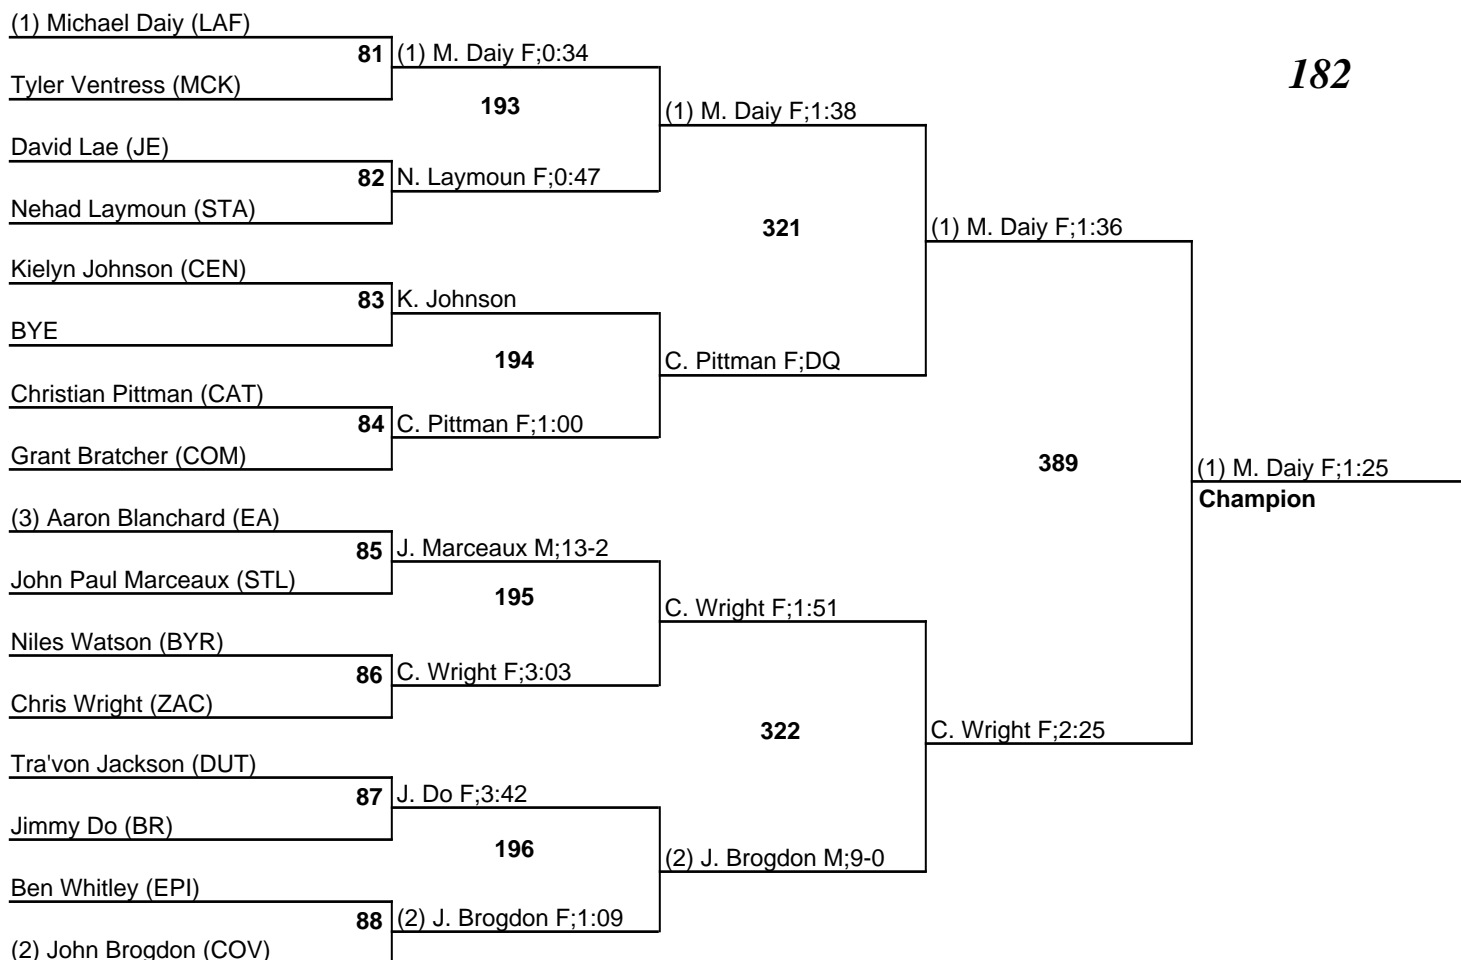 (1) Michael Daiy (LAF)
81 (1) M. Daiy F;0:34
182
Tyler Ventress (MCK)
193
(1) M. Daiy F;1:38
David Lae (JE)
82 N. Laymoun F;0:47
Nehad Laymoun (STA)
321
(1) M. Daiy F;1:36
Kielyn Johnson (CEN)
83 K. Johnson
BYE
194
C. Pittman F;DQ
Christian Pittman (CAT)
84 C. Pittman F;1:00
Grant Bratcher (COM)
389
(1) M. Daiy F;1:25
Champion
(3) Aaron Blanchard (EA)
85 J. Marceaux M;13-2
John Paul Marceaux (STL)
195
C. Wright F;1:51
Niles Watson (BYR)
86 C. Wright F;3:03
Chris Wright (ZAC)
322
C. Wright F;2:25
Tra'von Jackson (DUT)
87 J. Do F;3:42
Jimmy Do (BR)
196
(2) J. Brogdon M;9-0
Ben Whitley (EPI)
88 (2) J. Brogdon F;1:09
(2) John Brogdon (COV)